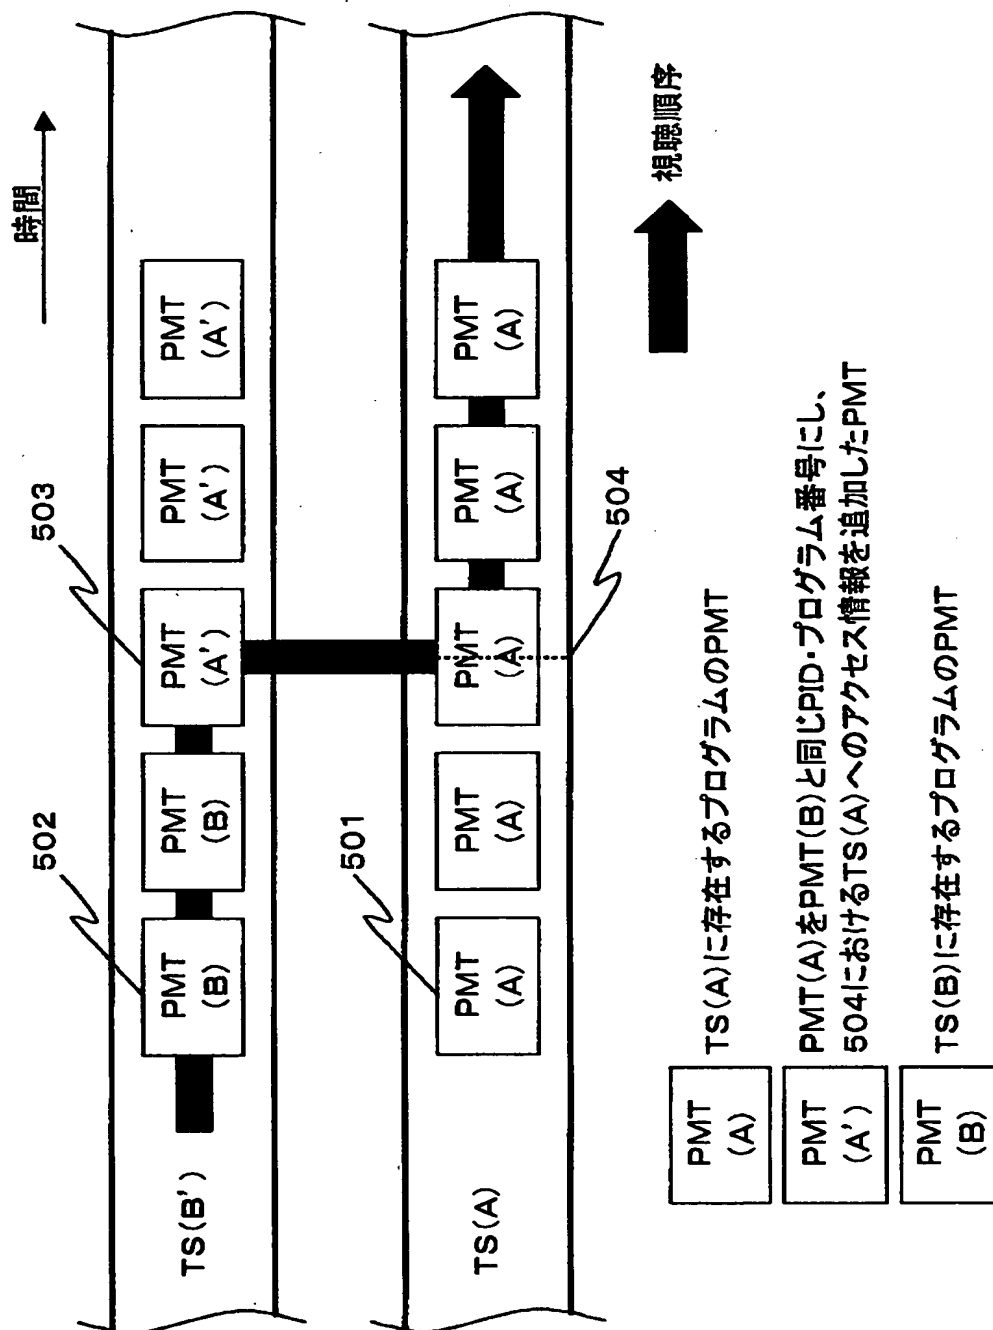 時間
502
503
TS(B')
PMT
(B)
PMT
(B)
PMT
(A')
PMT
(A')
PMT
(A')
501
TS(A)
PMT
(A)
PMT
(A)
PMT
(A)
PMT
(A)
PMT
(A)
504
視聴順序
PMT
(A)
TS(A)に存在するプログラムのPMT
PMT
(A')
PMT(A)をPMT(B)と同じPID・プログラム番号にし、
504におけるTS(A)へのアクセス情報を追加したPMT
PMT
(B)
TS(B)に存在するプログラムのPMT